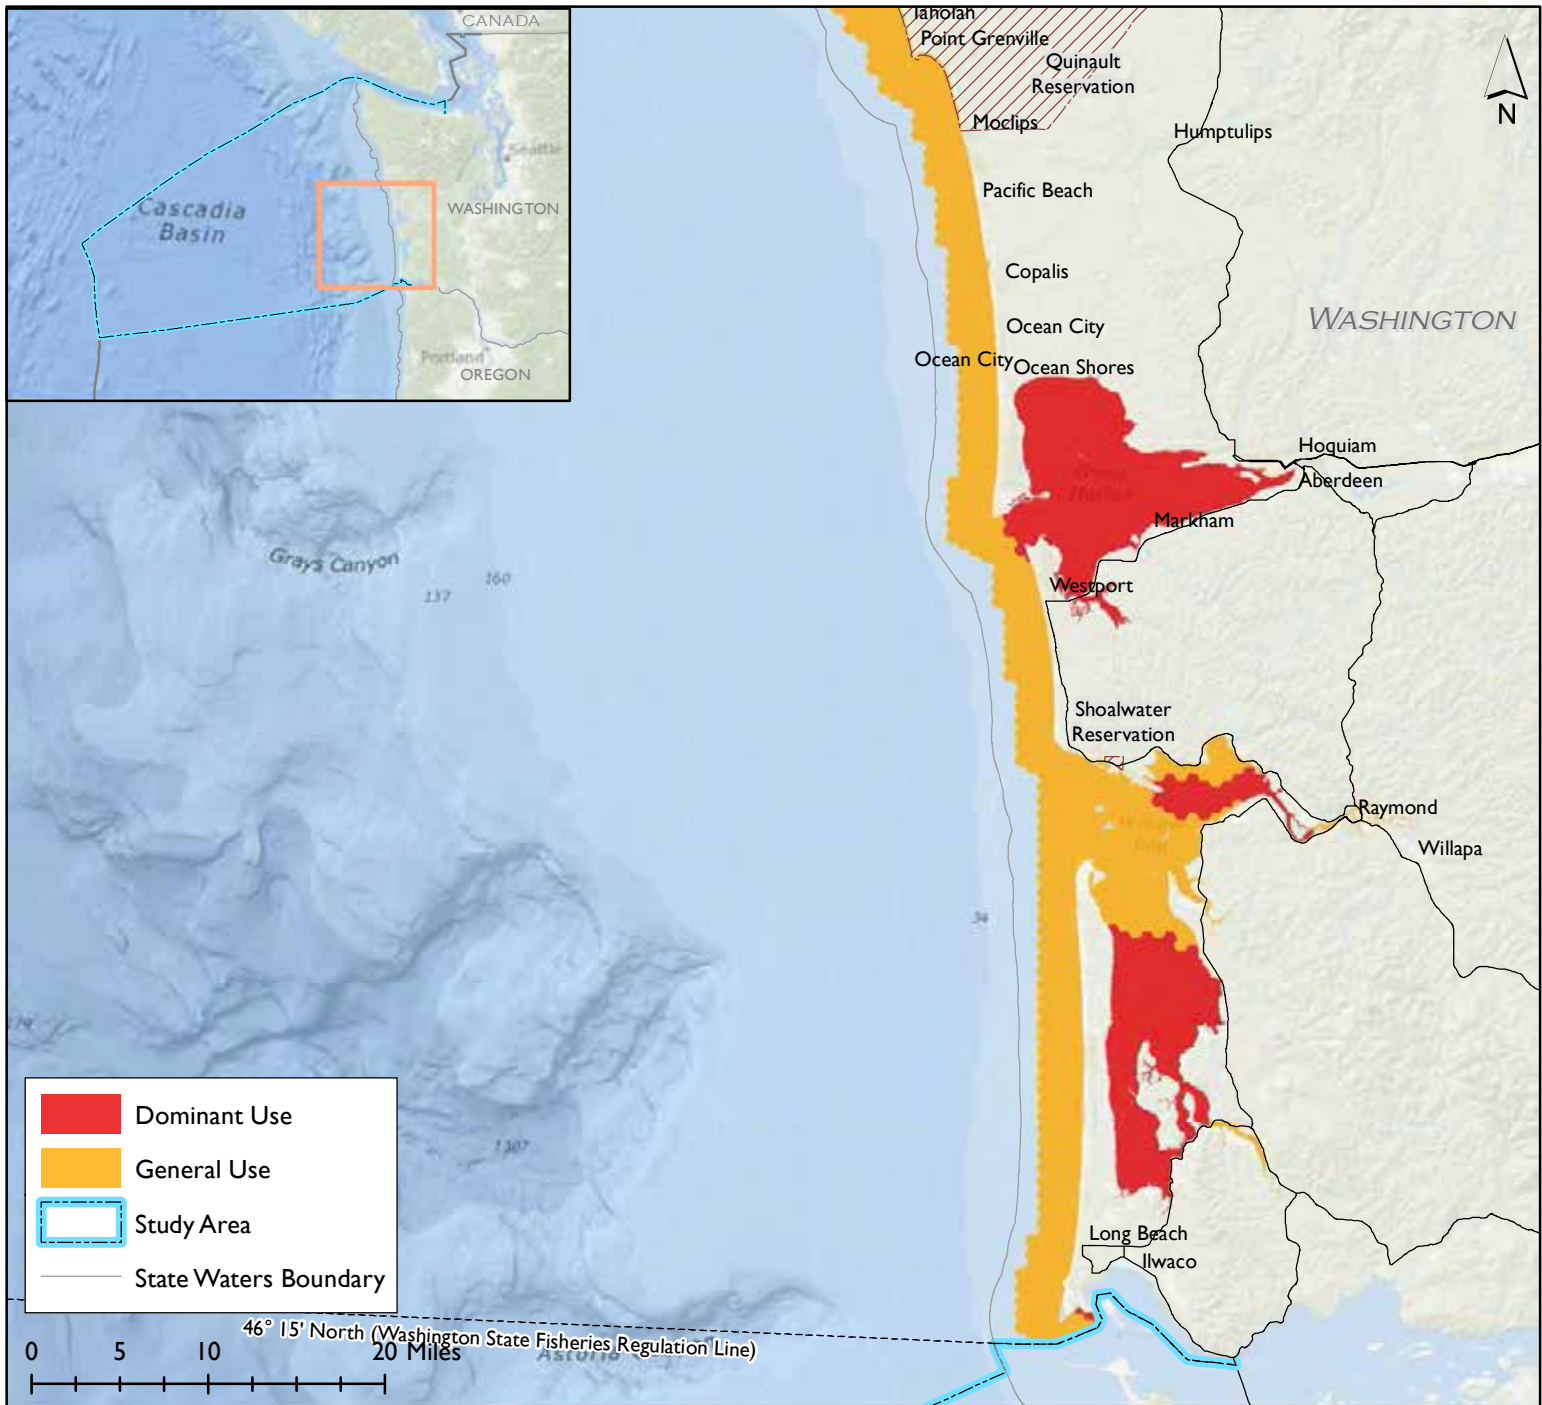 CANADA
Seattle
WASHINGTON
Cascadia
Basin
Portland
OREGON
Taholah
Point Grenville
Quinault
Reservation
Moclips
Humptulips
N
Pacific Beach
Copalis
Ocean City
WASHINGTON
Ocean City
Ocean Shores
Hoquiam
Grays
Harbor
Aberdeen
Markham
Grays Canyon
160
137
Westport
Shoalwater
Reservation
Raymond
Willapa
34
1307
Long Beach
Ilwaco
Dominant Use
General Use
Study Area
State Waters Boundary
46° 15' North (Washington State Fisheries Regulation Line)
0 5 10 20 Miles
Astoria